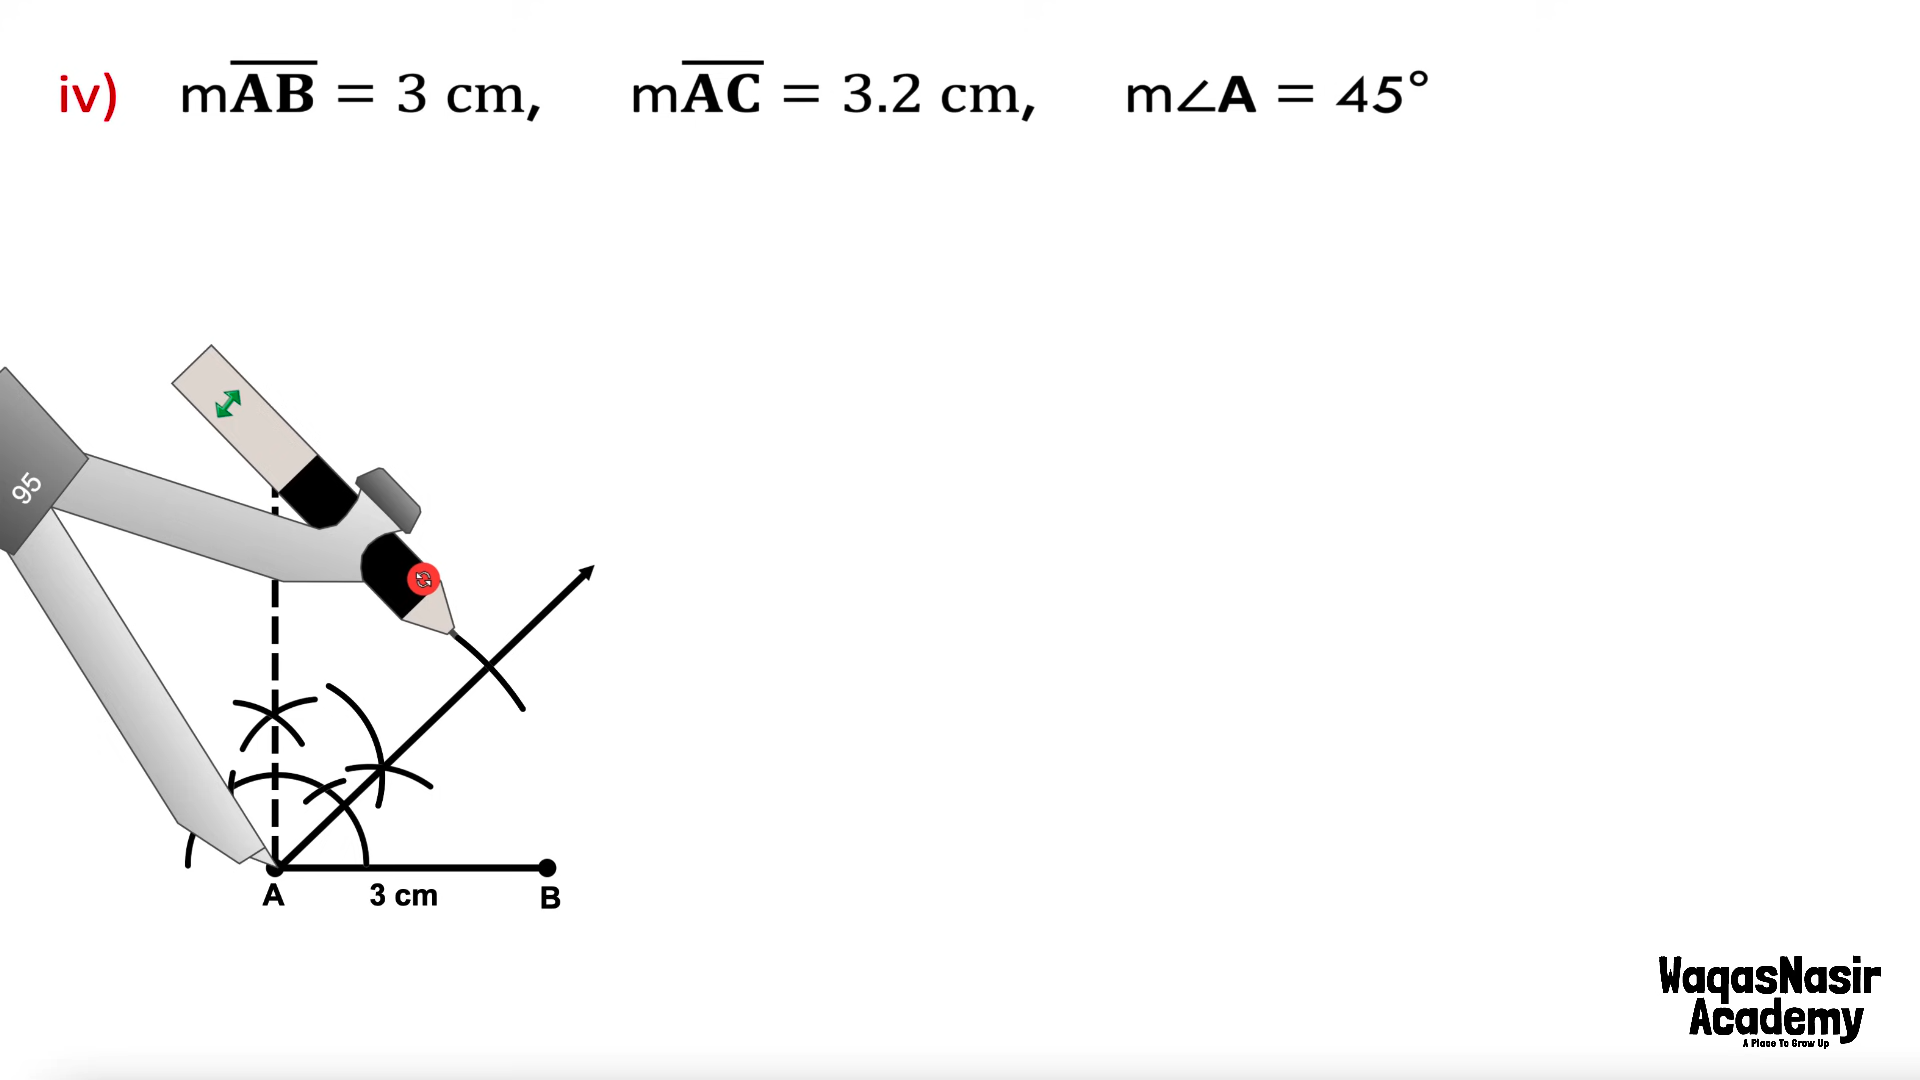 iv) mAB = 3 cm, mAC = 3.2 cm, m∠A = 45°
95
A 3 cm B
WaqasNasir
Academy
A Place To Grow Up